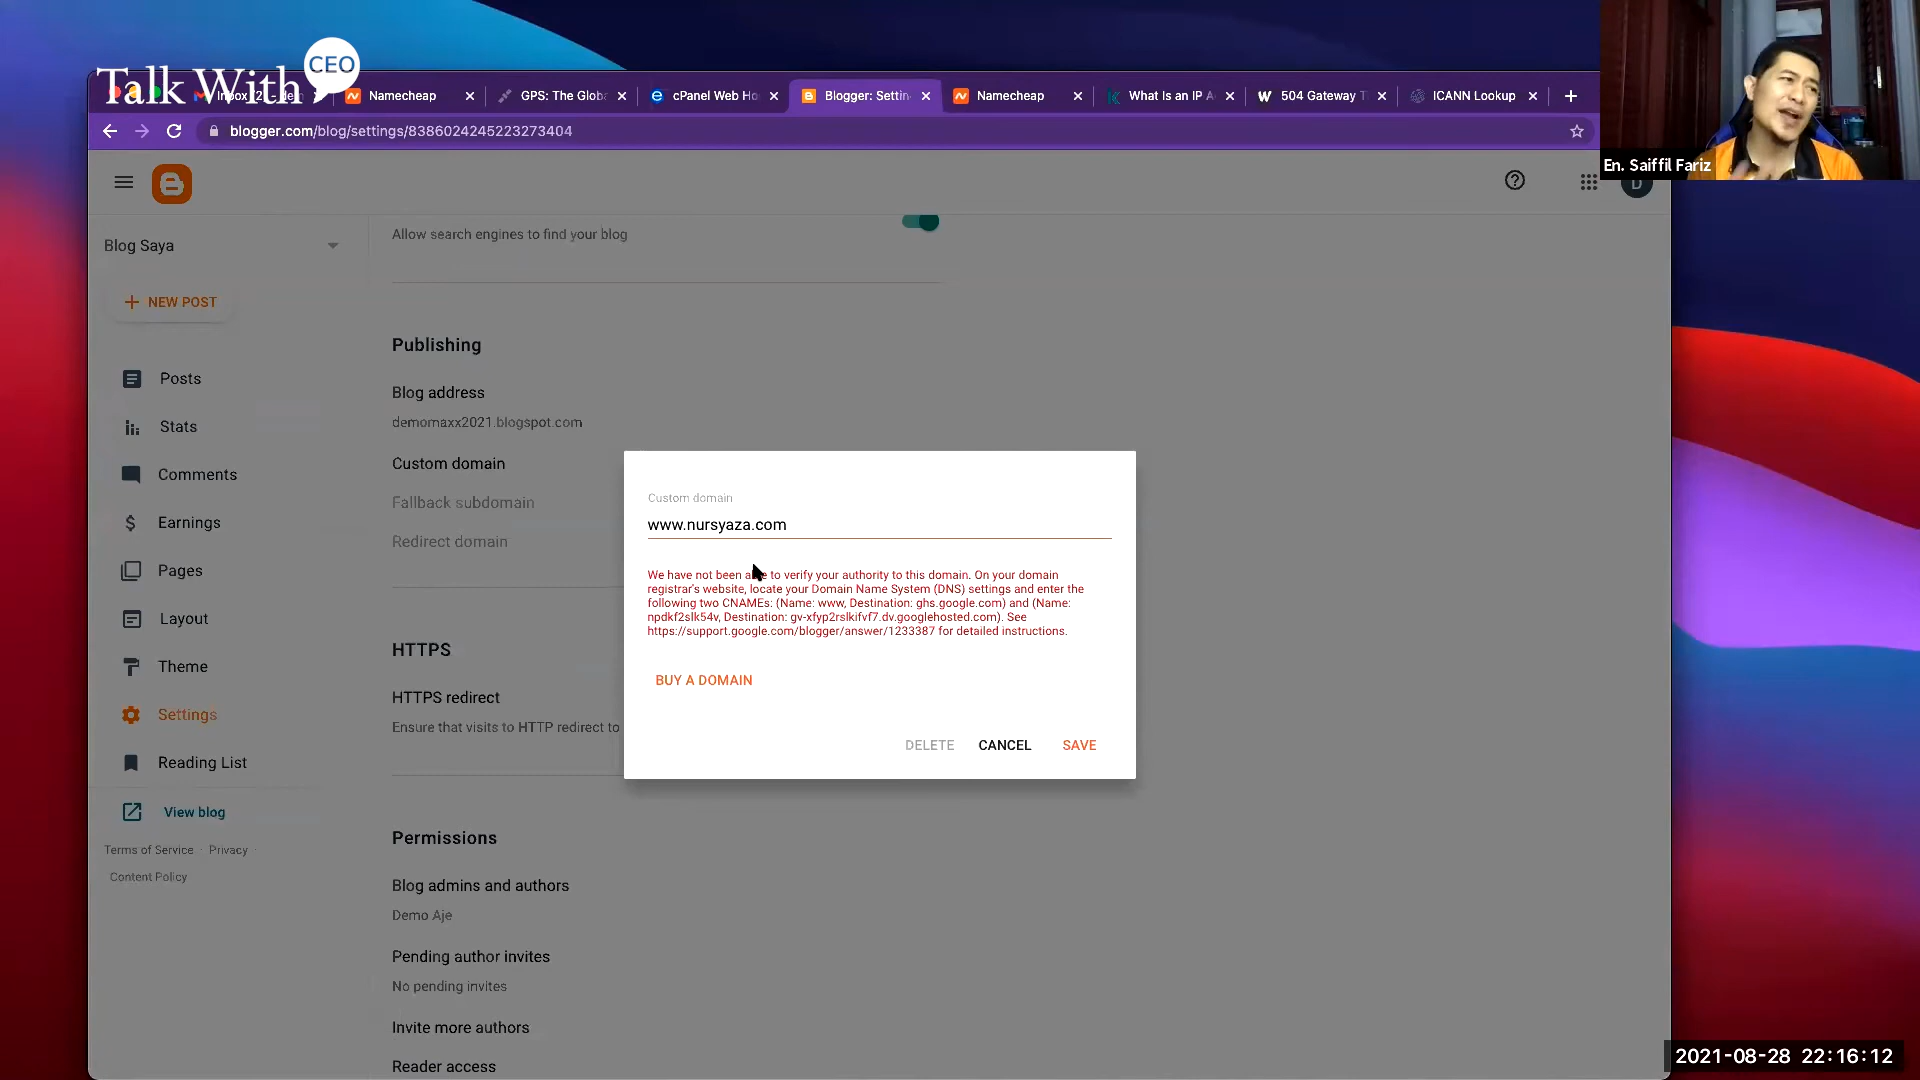 Talk With CEO
Namecheap
GPS: The Globa
cPanel Web Ho
Blogger: Settin
Namecheap
What Is an IP A
504 Gateway T
ICANN Lookup
blogger.com/blog/settings/8386024245223273404
En. Saiffil Fariz
D
Blog Saya
Allow search engines to find your blog
NEW POST
Publishing
Posts
Blog address
demomaxx2021.blogspot.com
Stats
Custom domain
Comments
Fallback subdomain
Custom domain
Earnings
www.nursyaza.com
Redirect domain
Pages
We have not been able to verify your authority to this domain. On your domain
registrar's website, locate your Domain Name System (DNS) settings and enter the
following two CNAMEs: (Name: www, Destination: ghs.google.com) and (Name:
npdkf2slk54v, Destination: gv-xfyp2rslkifvf7.dv.googlehosted.com). See
https://support.google.com/blogger/answer/1233387 for detailed instructions.
Layout
HTTPS
Theme
BUY A DOMAIN
HTTPS redirect
Settings
Ensure that visits to HTTP redirect to
DELETE CANCEL SAVE
Reading List
View blog
Permissions
Terms of Service · Privacy ·
Content Policy
Blog admins and authors
Demo Aje
Pending author invites
No pending invites
Invite more authors
Reader access
2021-08-28 22:16:12